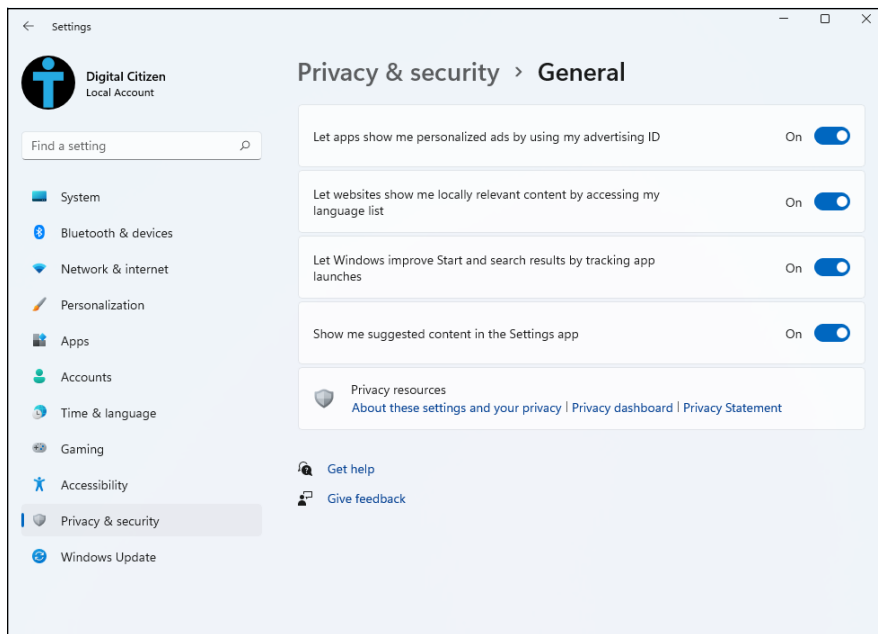 Settings
Digital Citizen
Local Account
Find a setting
System
Bluetooth & devices
Network & internet
Personalization
Apps
Accounts
Time & language
Gaming
Accessibility
Privacy & security
Windows Update
Privacy & security > General
Let apps show me personalized ads by using my advertising ID On
Let websites show me locally relevant content by accessing my
language list
On
Let Windows improve Start and search results by tracking app
launches
On
Show me suggested content in the Settings app On
Privacy resources
About these settings and your privacy | Privacy dashboard | Privacy Statement
Get help
Give feedback